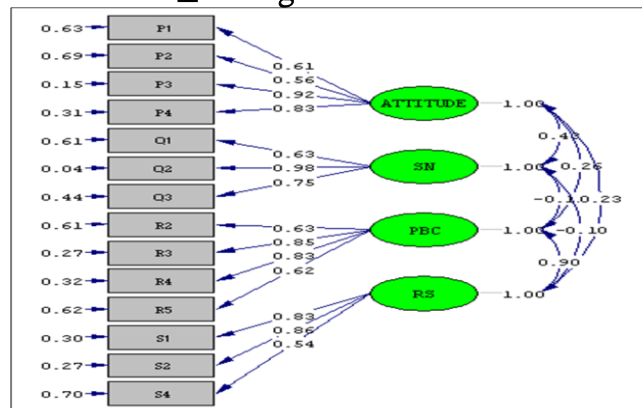 0.63 P1
0.69 P2
0.61
0.15 P3
0.56
0.92
0.31 P4
0.83
ATTITUDE 1.00
0.61 Q1
0.63
0.43
0.04 Q2
0.98
SN 1.00 0.26
0.44 Q3
0.75
0.23
0.61 R2
0.63
PBC 1.00 -0.10
0.27 R3
0.85
0.32 R4
0.83
0.90
0.62 R5
0.62
RS 1.00
0.30 S1
0.83
0.27 S2
0.86
0.54
0.70 S4